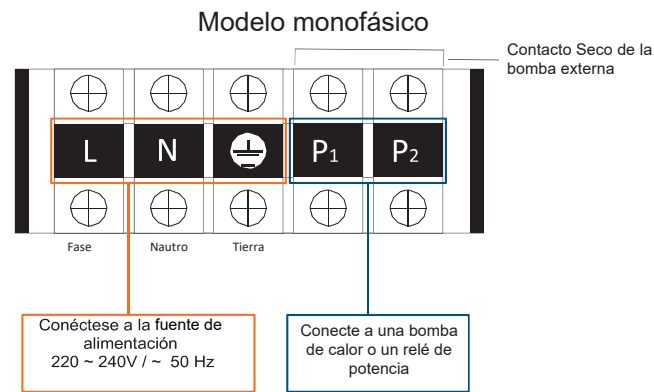 Modelo monofásico
Contacto Seco de la
bomba externa
L N P1 P2
Fase Nautro Tierra
Conéctese a la fuente de
alimentación
220 ~ 240V / ~ 50 Hz
Conecte a una bomba
de calor o un relé de
potencia